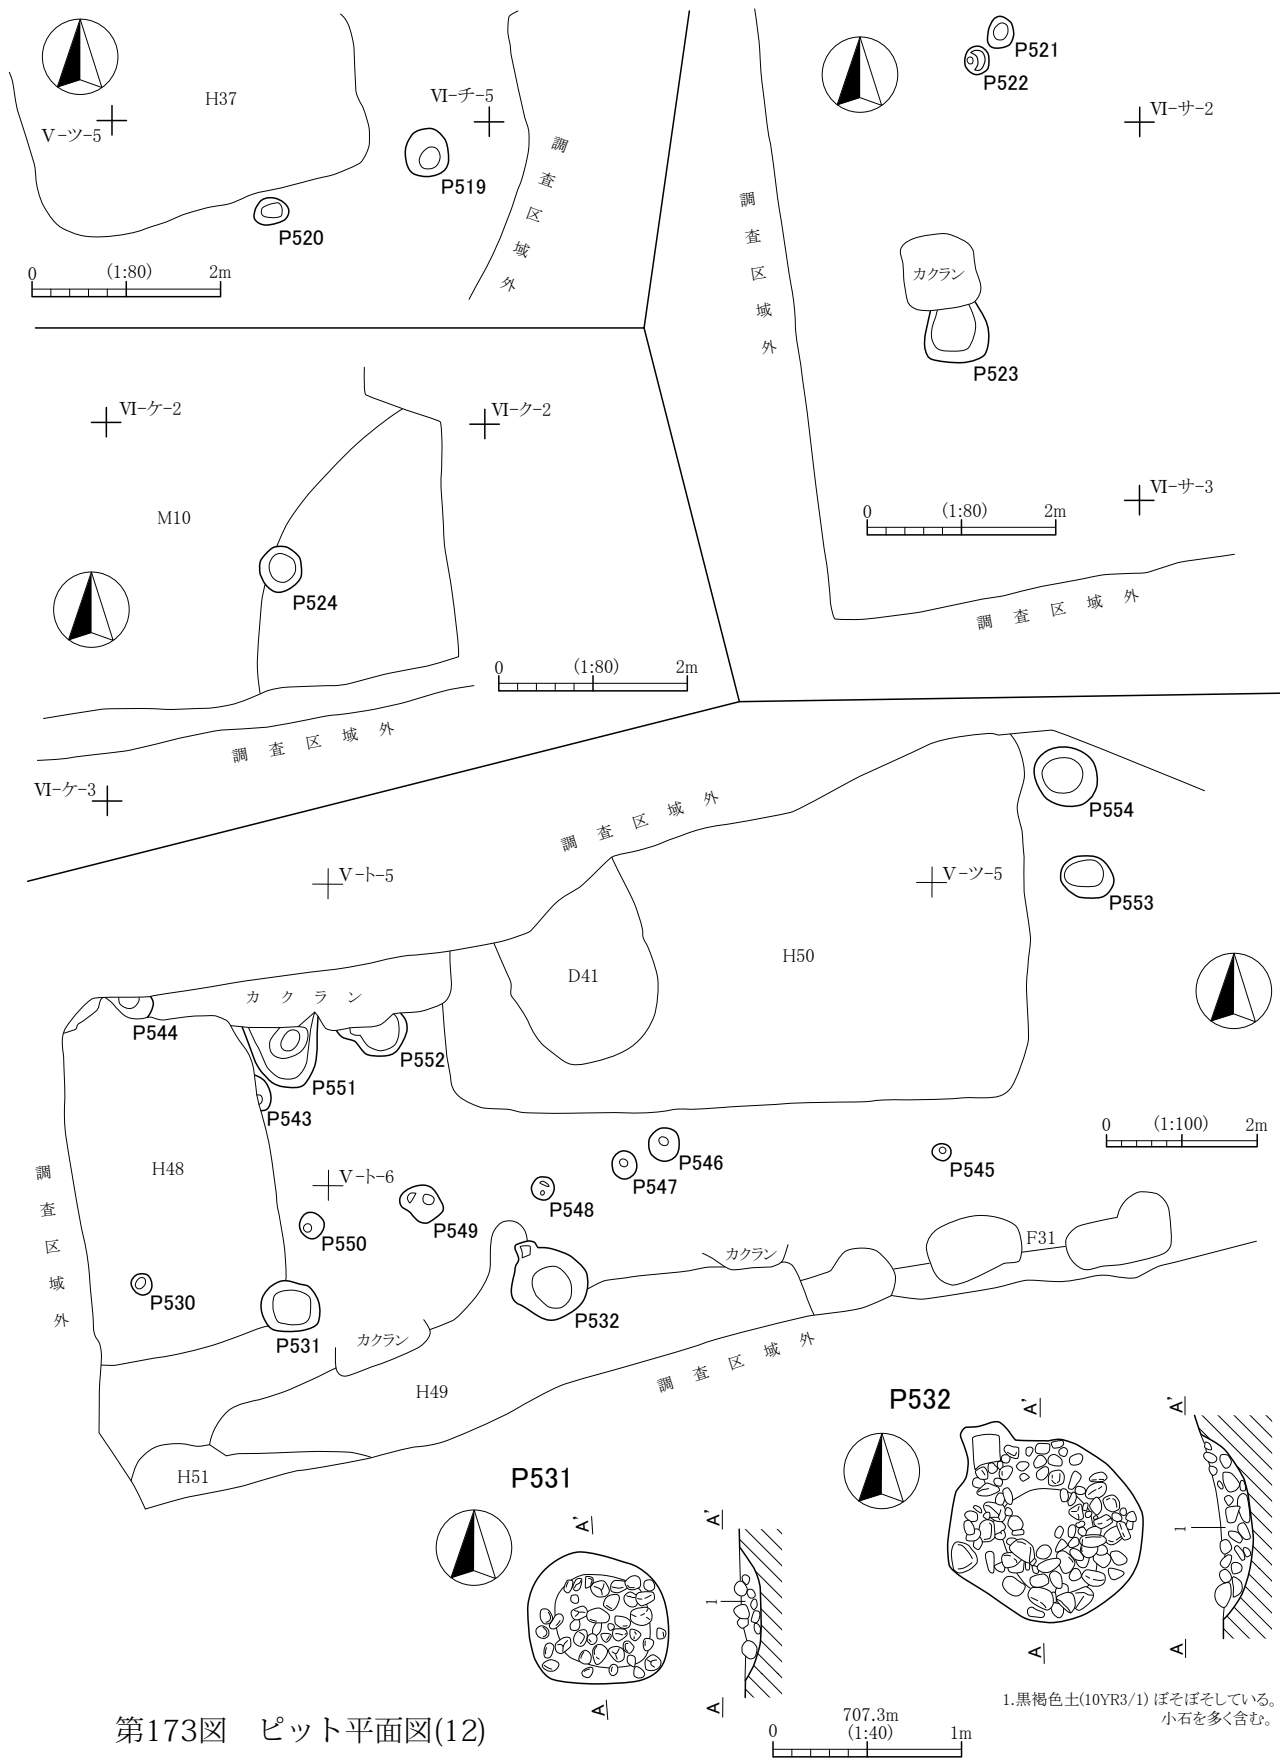 H37
Ⅴ-ツ-5
Ⅵ-チ-5
P519
P520
調査区域外
0 (1:80) 2m
P521
P522
Ⅵ-サ-2
調査区域外
カクラン
P523
Ⅵ-サ-3
0 (1:80) 2m
調査区域外
Ⅵ-ケ-2
Ⅵ-ク-2
M10
P524
0 (1:80) 2m
調査区域外
Ⅵ-ケ-3
調査区域外
P554
Ⅴ-ト-5
Ⅴ-ツ-5
P553
H50
D41
カクラン
P544
P552
P551
P543
0 (1:100) 2m
H48
P546
P545
P547
Ⅴ-ト-6
P548
P549
P550
調査区域外
F31
カクラン
P530
P532
P531
カクラン
調査区域外
H49
H51
P532
A'
A'
1
A
A
P531
A'
A'
1
A
A
1.黒褐色土(10YR3/1) ぼそぼそしている。
小石を多く含む。
707.3m
0 (1:40) 1m
第173図 ピット平面図(12)